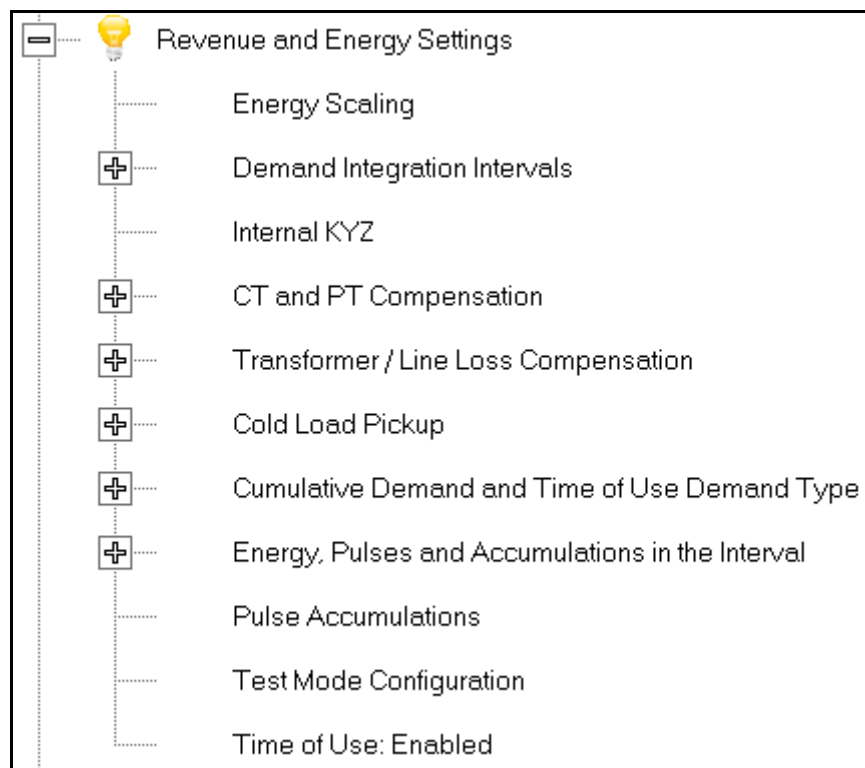 Revenue and Energy Settings
Energy Scaling
Demand Integration Intervals
Internal KYZ
CT and PT Compensation
Transformer / Line Loss Compensation
Cold Load Pickup
Cumulative Demand and Time of Use Demand Type
Energy, Pulses and Accumulations in the Interval
Pulse Accumulations
Test Mode Configuration
Time of Use: Enabled